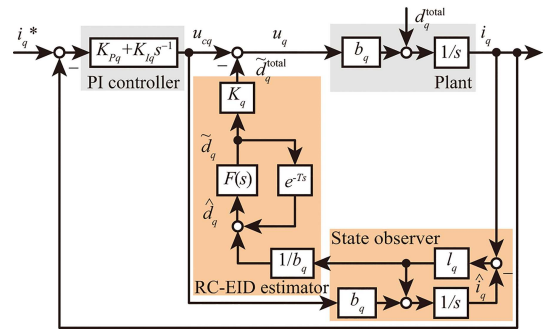 i_q* u_cq u_q d_q^total i_q
K_Pq+K_Iq s^-1 b_q 1/s
− − d̃_q^total
PI controller Plant
K_q
d̃_q
F(s) e^-Ts
d̂_q
State observer
1/b_q l_q −
RC-EID estimator î_q
b_q 1/s